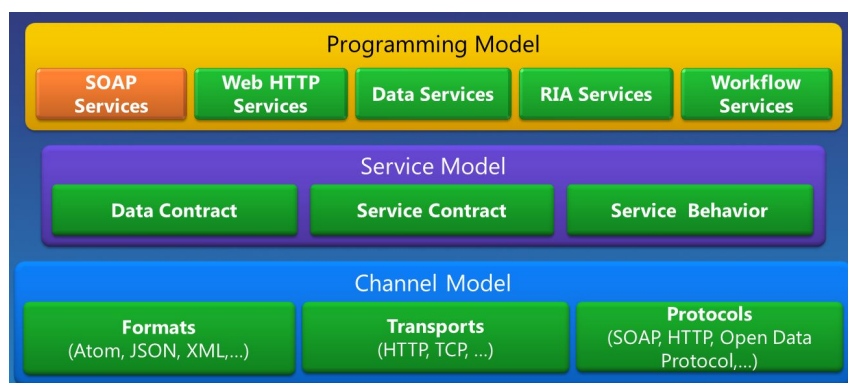 Programming Model
SOAP
Services
Web HTTP
Services
Data Services
RIA Services
Workflow
Services
Service Model
Data Contract
Service Contract
Service Behavior
Channel Model
Formats
(Atom, JSON, XML,...)
Transports
(HTTP, TCP, ...)
Protocols
(SOAP, HTTP, Open Data
Protocol,...)